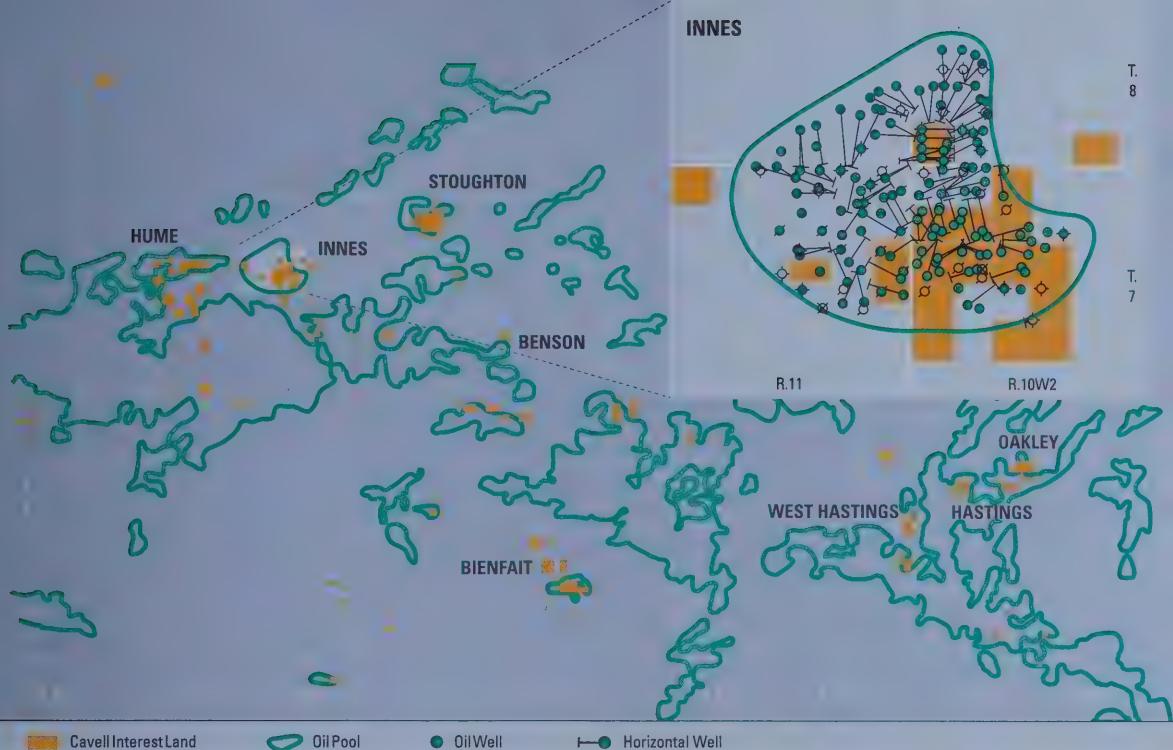 INNES
T.
8
STOUGHTON
HUME
INNES
T.
7
BENSON
R.11
R.10W2
OAKLEY
WEST HASTINGS
HASTINGS
BIENFAIT
Cavell Interest Land
Oil Pool
Oil Well
Horizontal Well